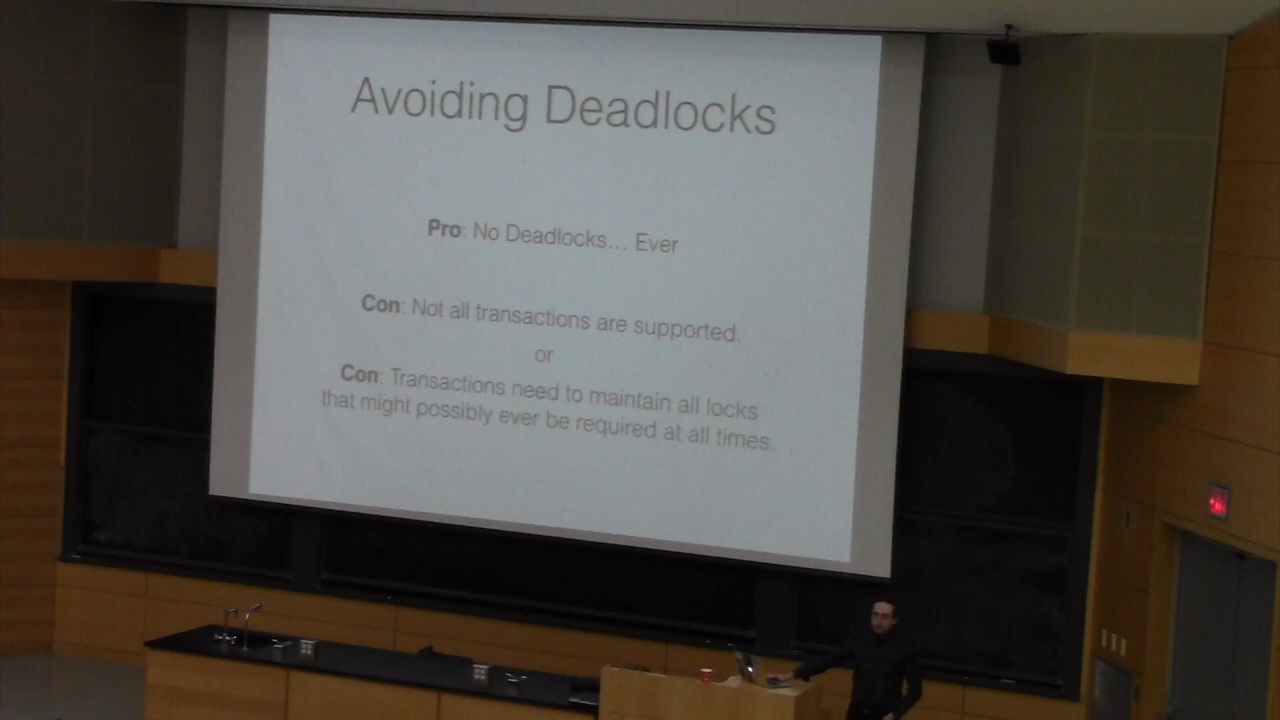 Avoiding Deadlocks
Pro: No Deadlocks... Ever
Con: Not all transactions are supported.
or
Con: Transactions need to maintain all locks
that might possibly ever be required at all times.